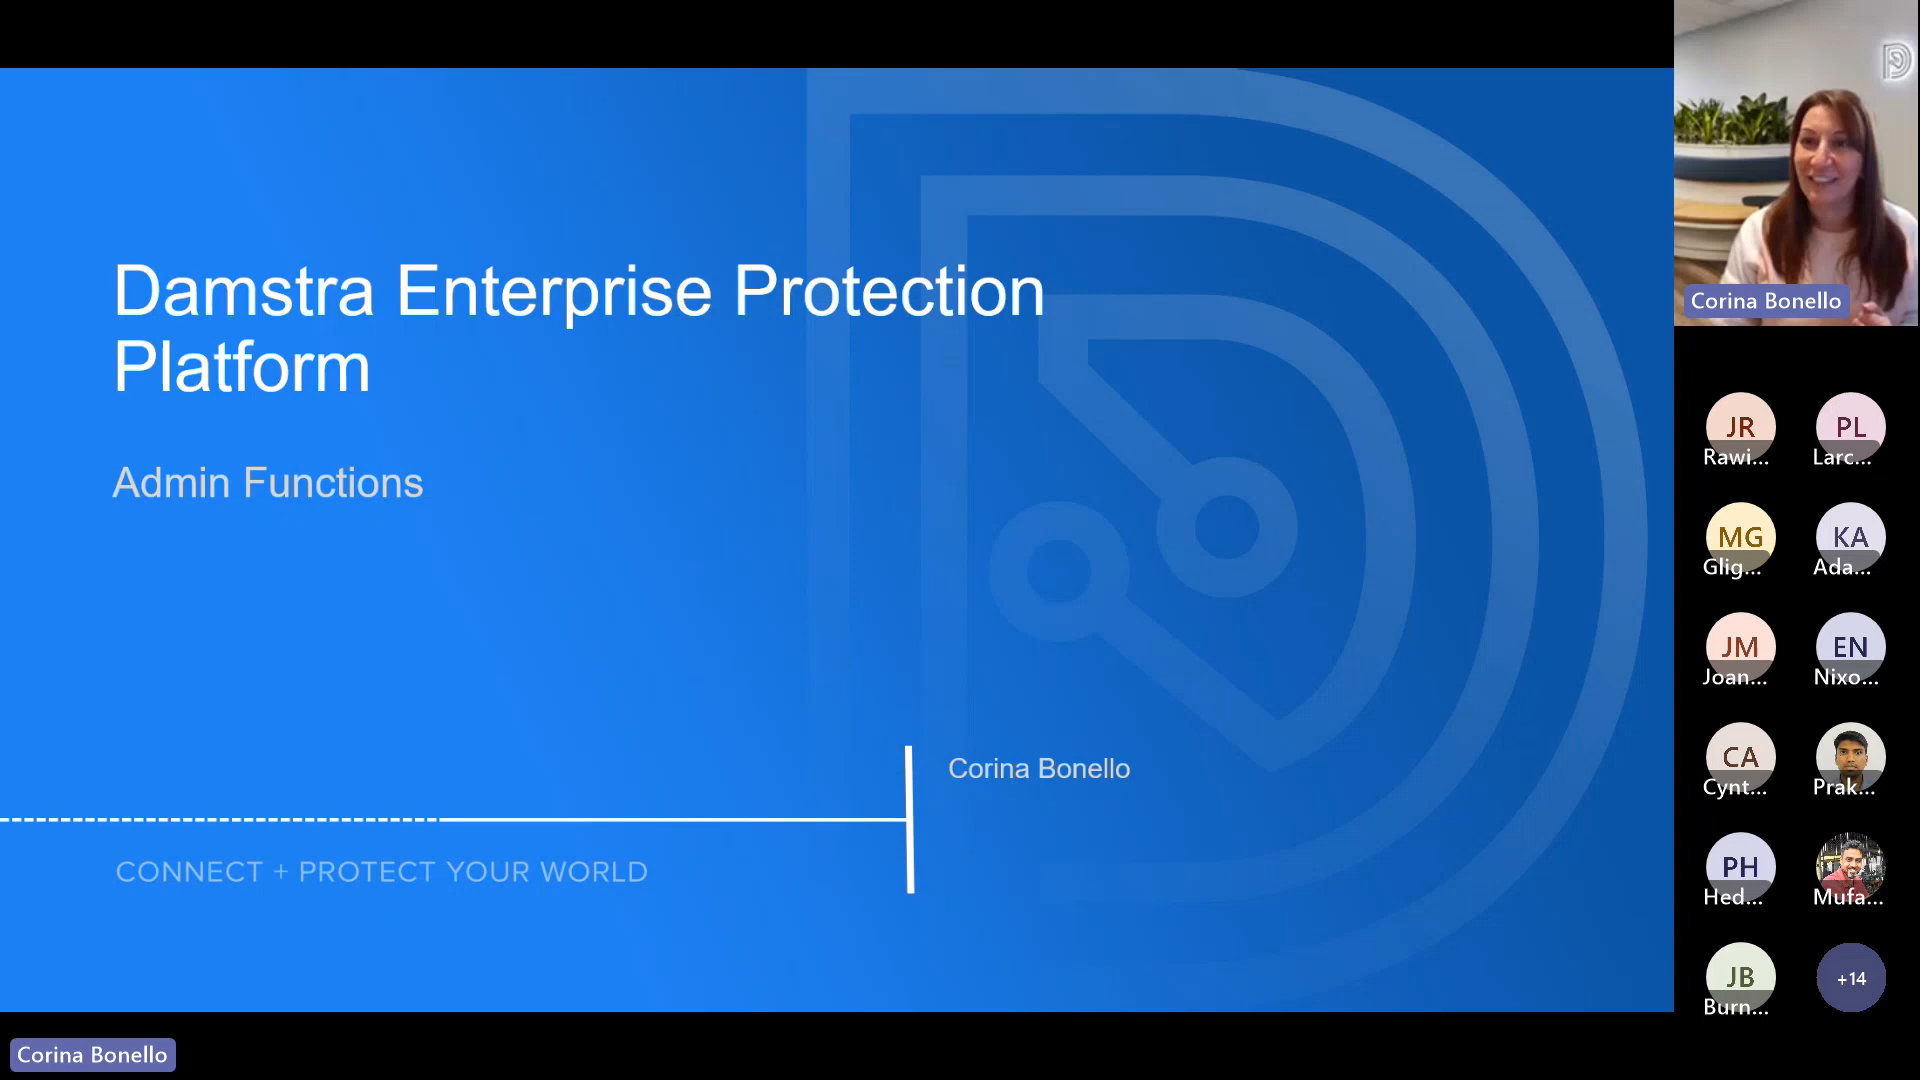 Damstra Enterprise Protection
Platform
Admin Functions
Corina Bonello
CONNECT + PROTECT YOUR WORLD
Corina Bonello
JR
Rawi...
PL
Larc...
MG
Glig...
KA
Ada...
JM
Joan...
EN
Nixo...
CA
Cynt...
Prak...
PH
Hed...
Mufa...
JB
Burn...
+14
Corina Bonello